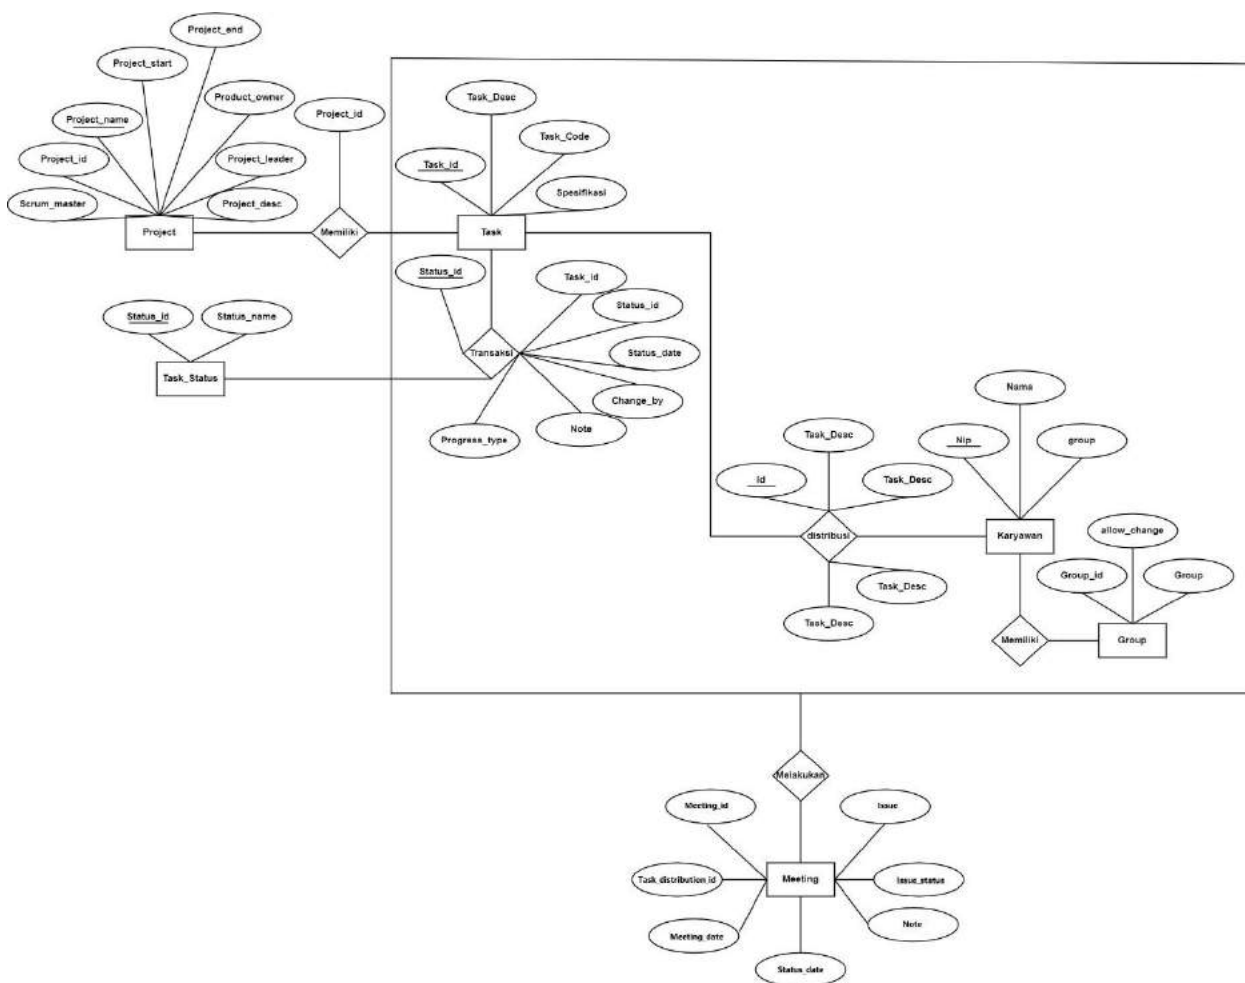 Project_end
Project_start
Product_owner
Project_name
Project_id
Project_leader
Scrum_master
Project_desc
Project
Project_id
Memiliki
Task_Desc
Task_Code
Task_id
Spesifikasi
Task
Status_id
Task_id
Status_id
Status_date
Change_by
Note
Progress_type
Transaksi
Status_id
Status_name
Task_Status
Task_Desc
Id
Task_Desc
distribusi
Task_Desc
Task_Desc
Nama
Nip
group
Karyawan
allow_change
Group_id
Group
Memiliki
Group
Melakukan
Meeting_id
Issue
Task_distribution_id
Meeting
Issue_status
Meeting_date
Note
Status_date